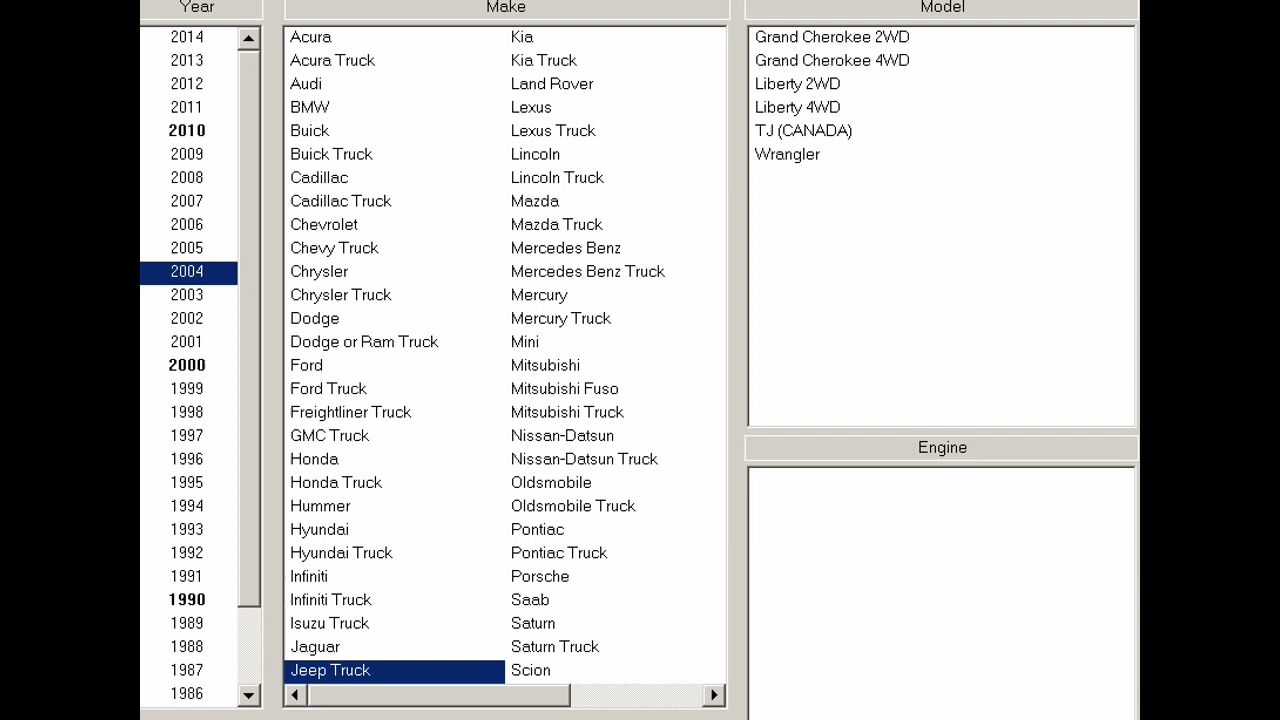 Year
2014
2013
2012
2011
2010
2009
2008
2007
2006
2005
2004
2003
2002
2001
2000
1999
1998
1997
1996
1995
1994
1993
1992
1991
1990
1989
1988
1987
1986
Make
Acura
Acura Truck
Audi
BMW
Buick
Buick Truck
Cadillac
Cadillac Truck
Chevrolet
Chevy Truck
Chrysler
Chrysler Truck
Dodge
Dodge or Ram Truck
Ford
Ford Truck
Freightliner Truck
GMC Truck
Honda
Honda Truck
Hummer
Hyundai
Hyundai Truck
Infiniti
Infiniti Truck
Isuzu Truck
Jaguar
Jeep Truck
Kia
Kia Truck
Land Rover
Lexus
Lexus Truck
Lincoln
Lincoln Truck
Mazda
Mazda Truck
Mercedes Benz
Mercedes Benz Truck
Mercury
Mercury Truck
Mini
Mitsubishi
Mitsubishi Fuso
Mitsubishi Truck
Nissan-Datsun
Nissan-Datsun Truck
Oldsmobile
Oldsmobile Truck
Pontiac
Pontiac Truck
Porsche
Saab
Saturn
Saturn Truck
Scion
Model
Grand Cherokee 2WD
Grand Cherokee 4WD
Liberty 2WD
Liberty 4WD
TJ (CANADA)
Wrangler
Engine